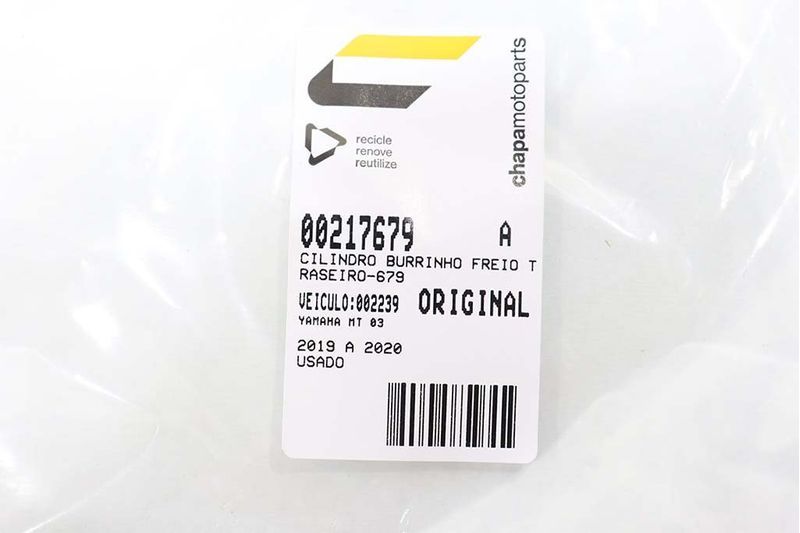 chapamotoparts
recicle
renove
reutilize
00217679 A
CILINDRO BURRINHO FREIO T
RASEIRO-679
VEICULO:002239 ORIGINAL
YAMAHA MT 03
2019 A 2020
USADO